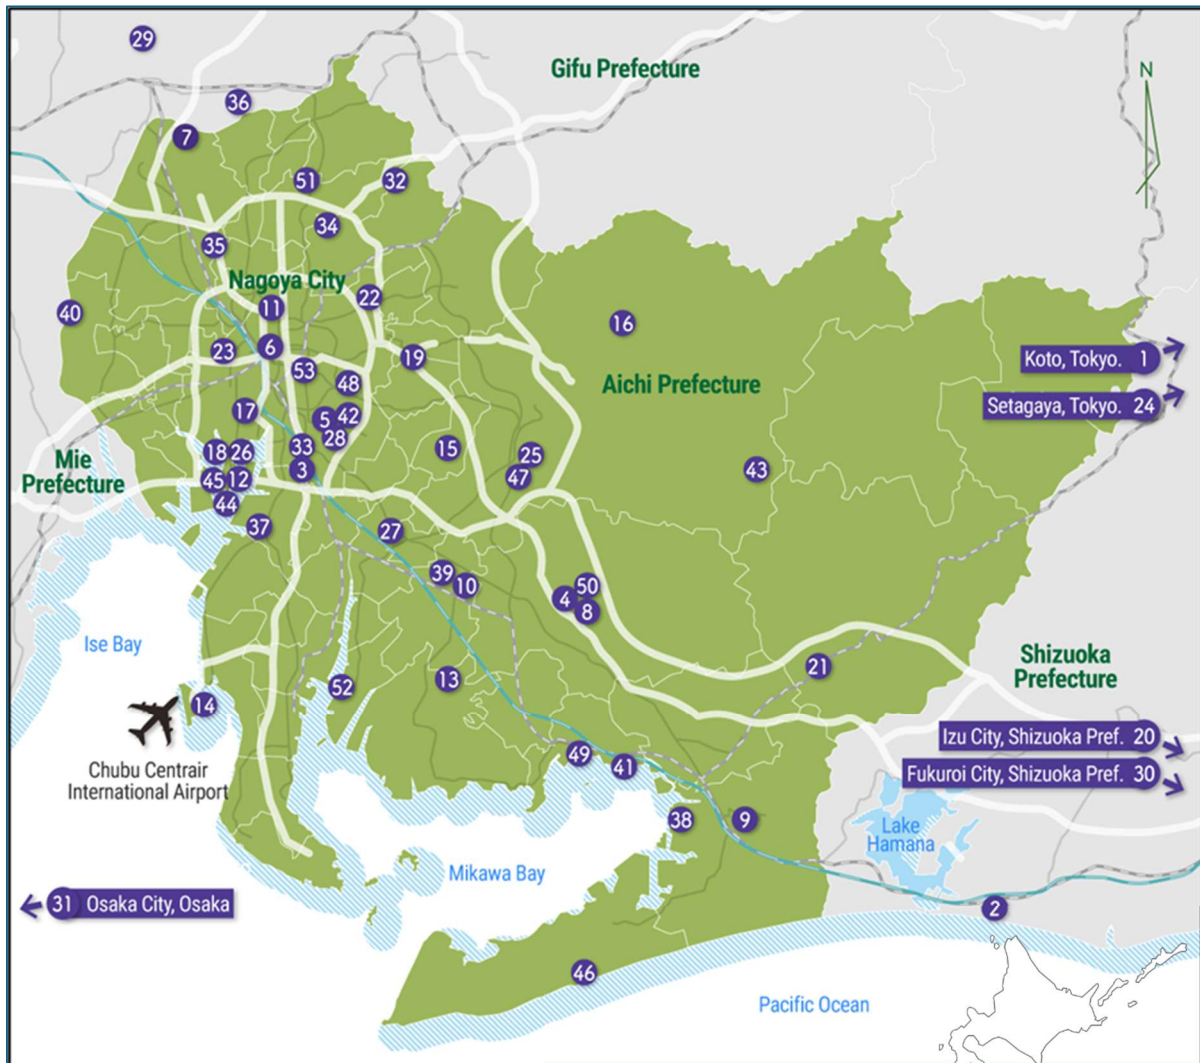 29
Gifu Prefecture
N
36
7
51
32
34
35
Nagoya City
22
11
40
16
6
23
53
19
Koto, Tokyo. 1
48
Aichi Prefecture
Setagaya, Tokyo. 24
17
5 42
28
33
15
18 26
25
Mie
Prefecture
3
43
47
45 12
44
37
27
39
10
50
4
8
Ise Bay
21
Shizuoka
Prefecture
13
52
14
Izu City, Shizuoka Pref. 20
49
41
Chubu Centrair
International Airport
Fukuroi City, Shizuoka Pref. 30
38
9
Lake
Hamana
Mikawa Bay
31 Osaka City, Osaka
2
46
Pacific Ocean